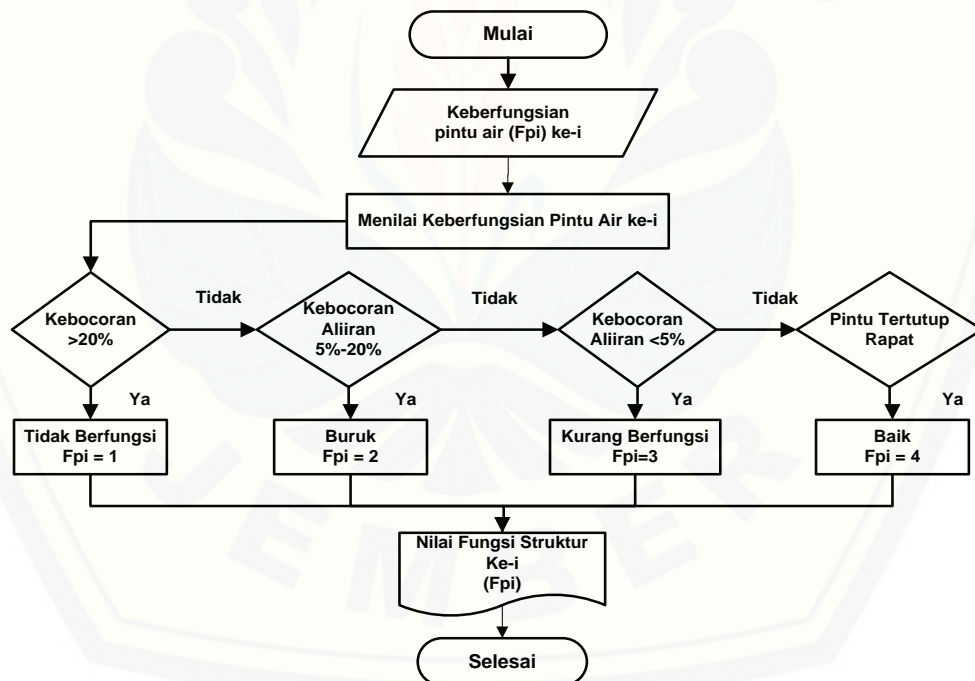 Mulai
Keberfungsian
pintu air (Fpi) ke-i
Menilai Keberfungsian Pintu Air ke-i
Kebocoran
>20%
Tidak
Kebocoran
Aliiran
5%-20%
Tidak
Kebocoran
Aliiran <5%
Tidak
Pintu Tertutup
Rapat
Ya
Ya
Ya
Ya
Tidak Berfungsi
Fpi = 1
Buruk
Fpi = 2
Kurang Berfungsi
Fpi=3
Baik
Fpi = 4
Nilai Fungsi Struktur
Ke-i
(Fpi)
Selesai
JEMBER